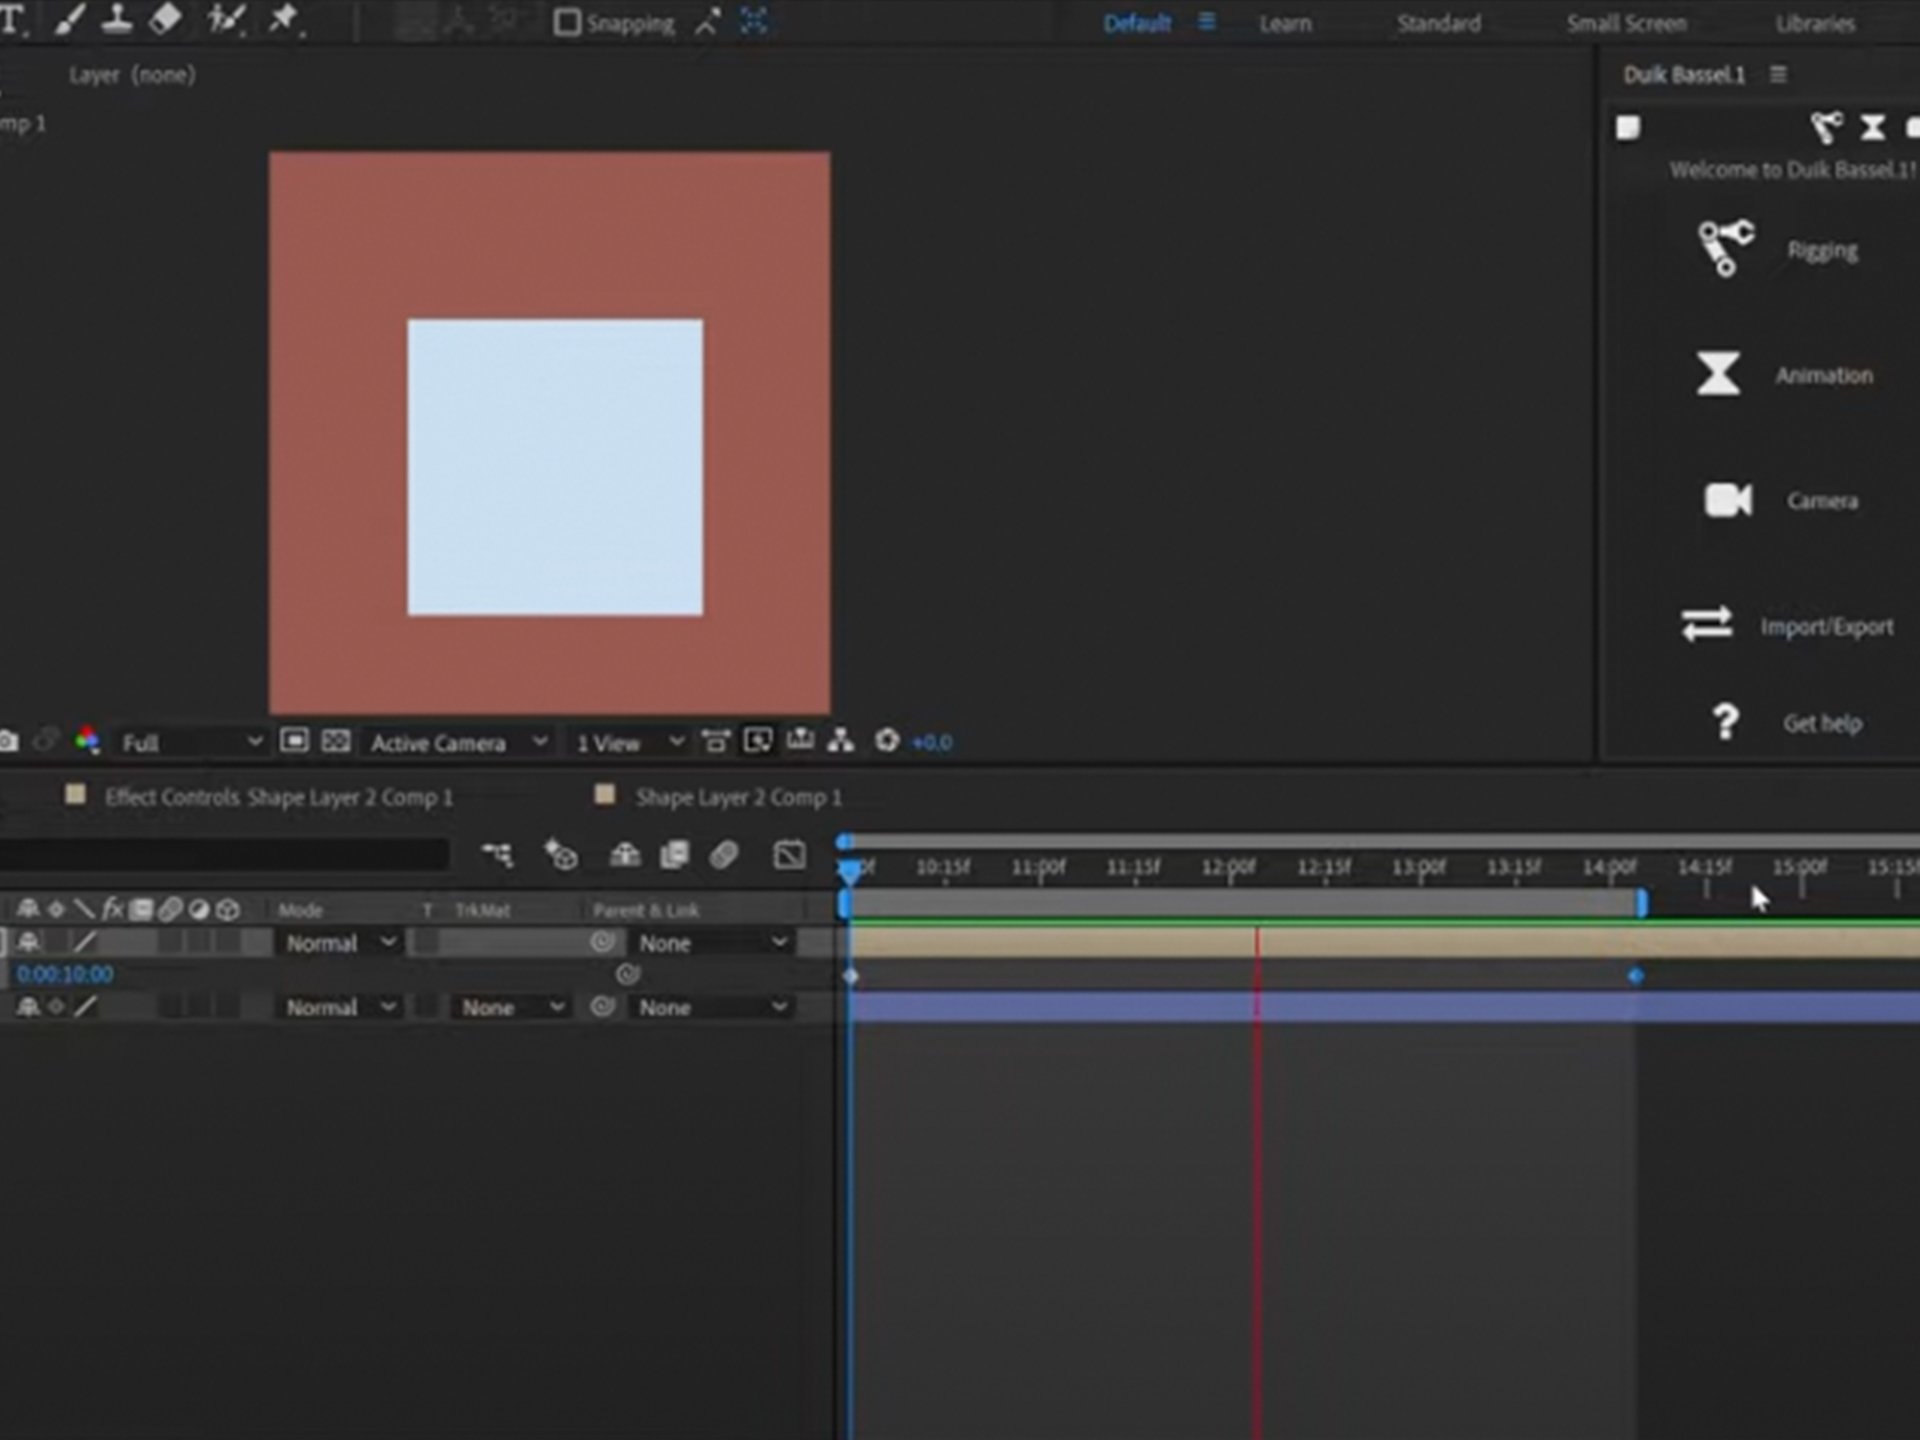 Snapping
Default
Learn
Standard
Small Screen
Libraries
Layer (none)
mp 1
Duik Bassel.1
Welcome to Duik Bassel.1!
Rigging
Animation
Camera
Import/Export
Get help
Full
Active Camera
1 View
+0.0
Effect Controls Shape Layer 2 Comp 1
Shape Layer 2 Comp 1
10:15f 11:00f 11:15f 12:00f 12:15f 13:00f 13:15f 14:00f 14:15f 15:00f 15:15f
fx Mode T TrkMat Parent & Link
Normal None
0:00:10:00
Normal None None